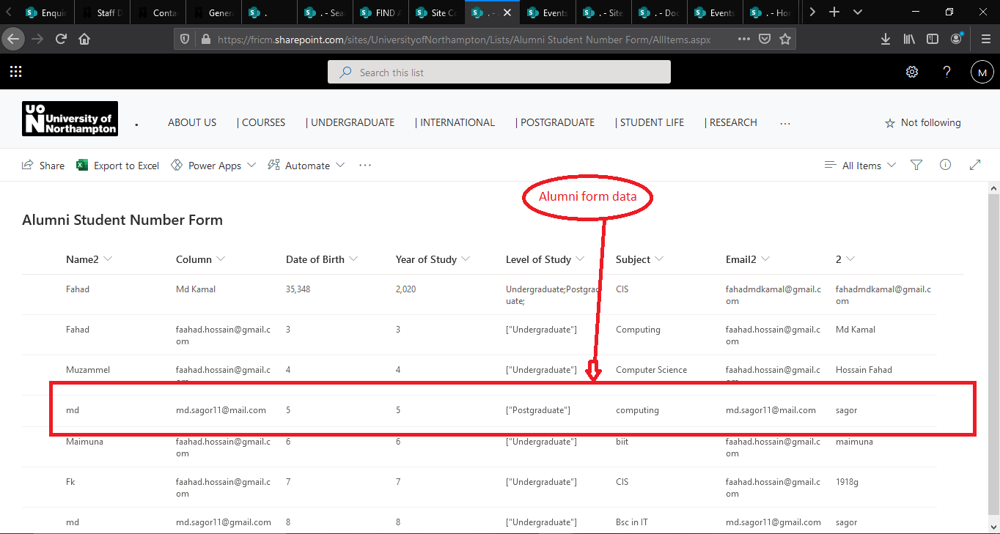 Enquir
Staff D
Conta
Genera
.
. - Sea
FIND A
Site Co
. -
Events
. - Site
. - Doc
Events
. - Hor
https://fricm.sharepoint.com/sites/UniversityofNorthampton/Lists/Alumni Student Number Form/AllItems.aspx
Search this list
? M
UON University of Northampton
. ABOUT US | COURSES | UNDERGRADUATE | INTERNATIONAL | POSTGRADUATE | STUDENT LIFE | RESEARCH ... Not following
Share Export to Excel Power Apps Automate ... All Items
Alumni form data
Alumni Student Number Form
Name2 Column Date of Birth Year of Study Level of Study Subject Email2 2
Fahad Md Kamal 35,348 2,020 Undergraduate;Postgraduate; CIS fahadmdkamal@gmail.com fahadmdkamal@gmail.com
Fahad faahad.hossain@gmail.com 3 3 ["Undergraduate"] Computing faahad.hossain@gmail.com Md Kamal
Muzammel faahad.hossain@gmail.com 4 4 ["Undergraduate"] Computer Science faahad.hossain@gmail.com Hossain Fahad
md md.sagor11@mail.com 5 5 ["Postgraduate"] computing md.sagor11@mail.com sagor
Maimuna faahad.hossain@gmail.com 6 6 ["Undergraduate"] biit faahad.hossain@gmail.com maimuna
Fk faahad.hossain@gmail.com 7 7 ["Undergraduate"] CIS faahad.hossain@gmail.com 1918g
md md.sagor11@gmail.com 8 8 ["Undergraduate"] Bsc in IT md.sagor11@gmail.com sagor